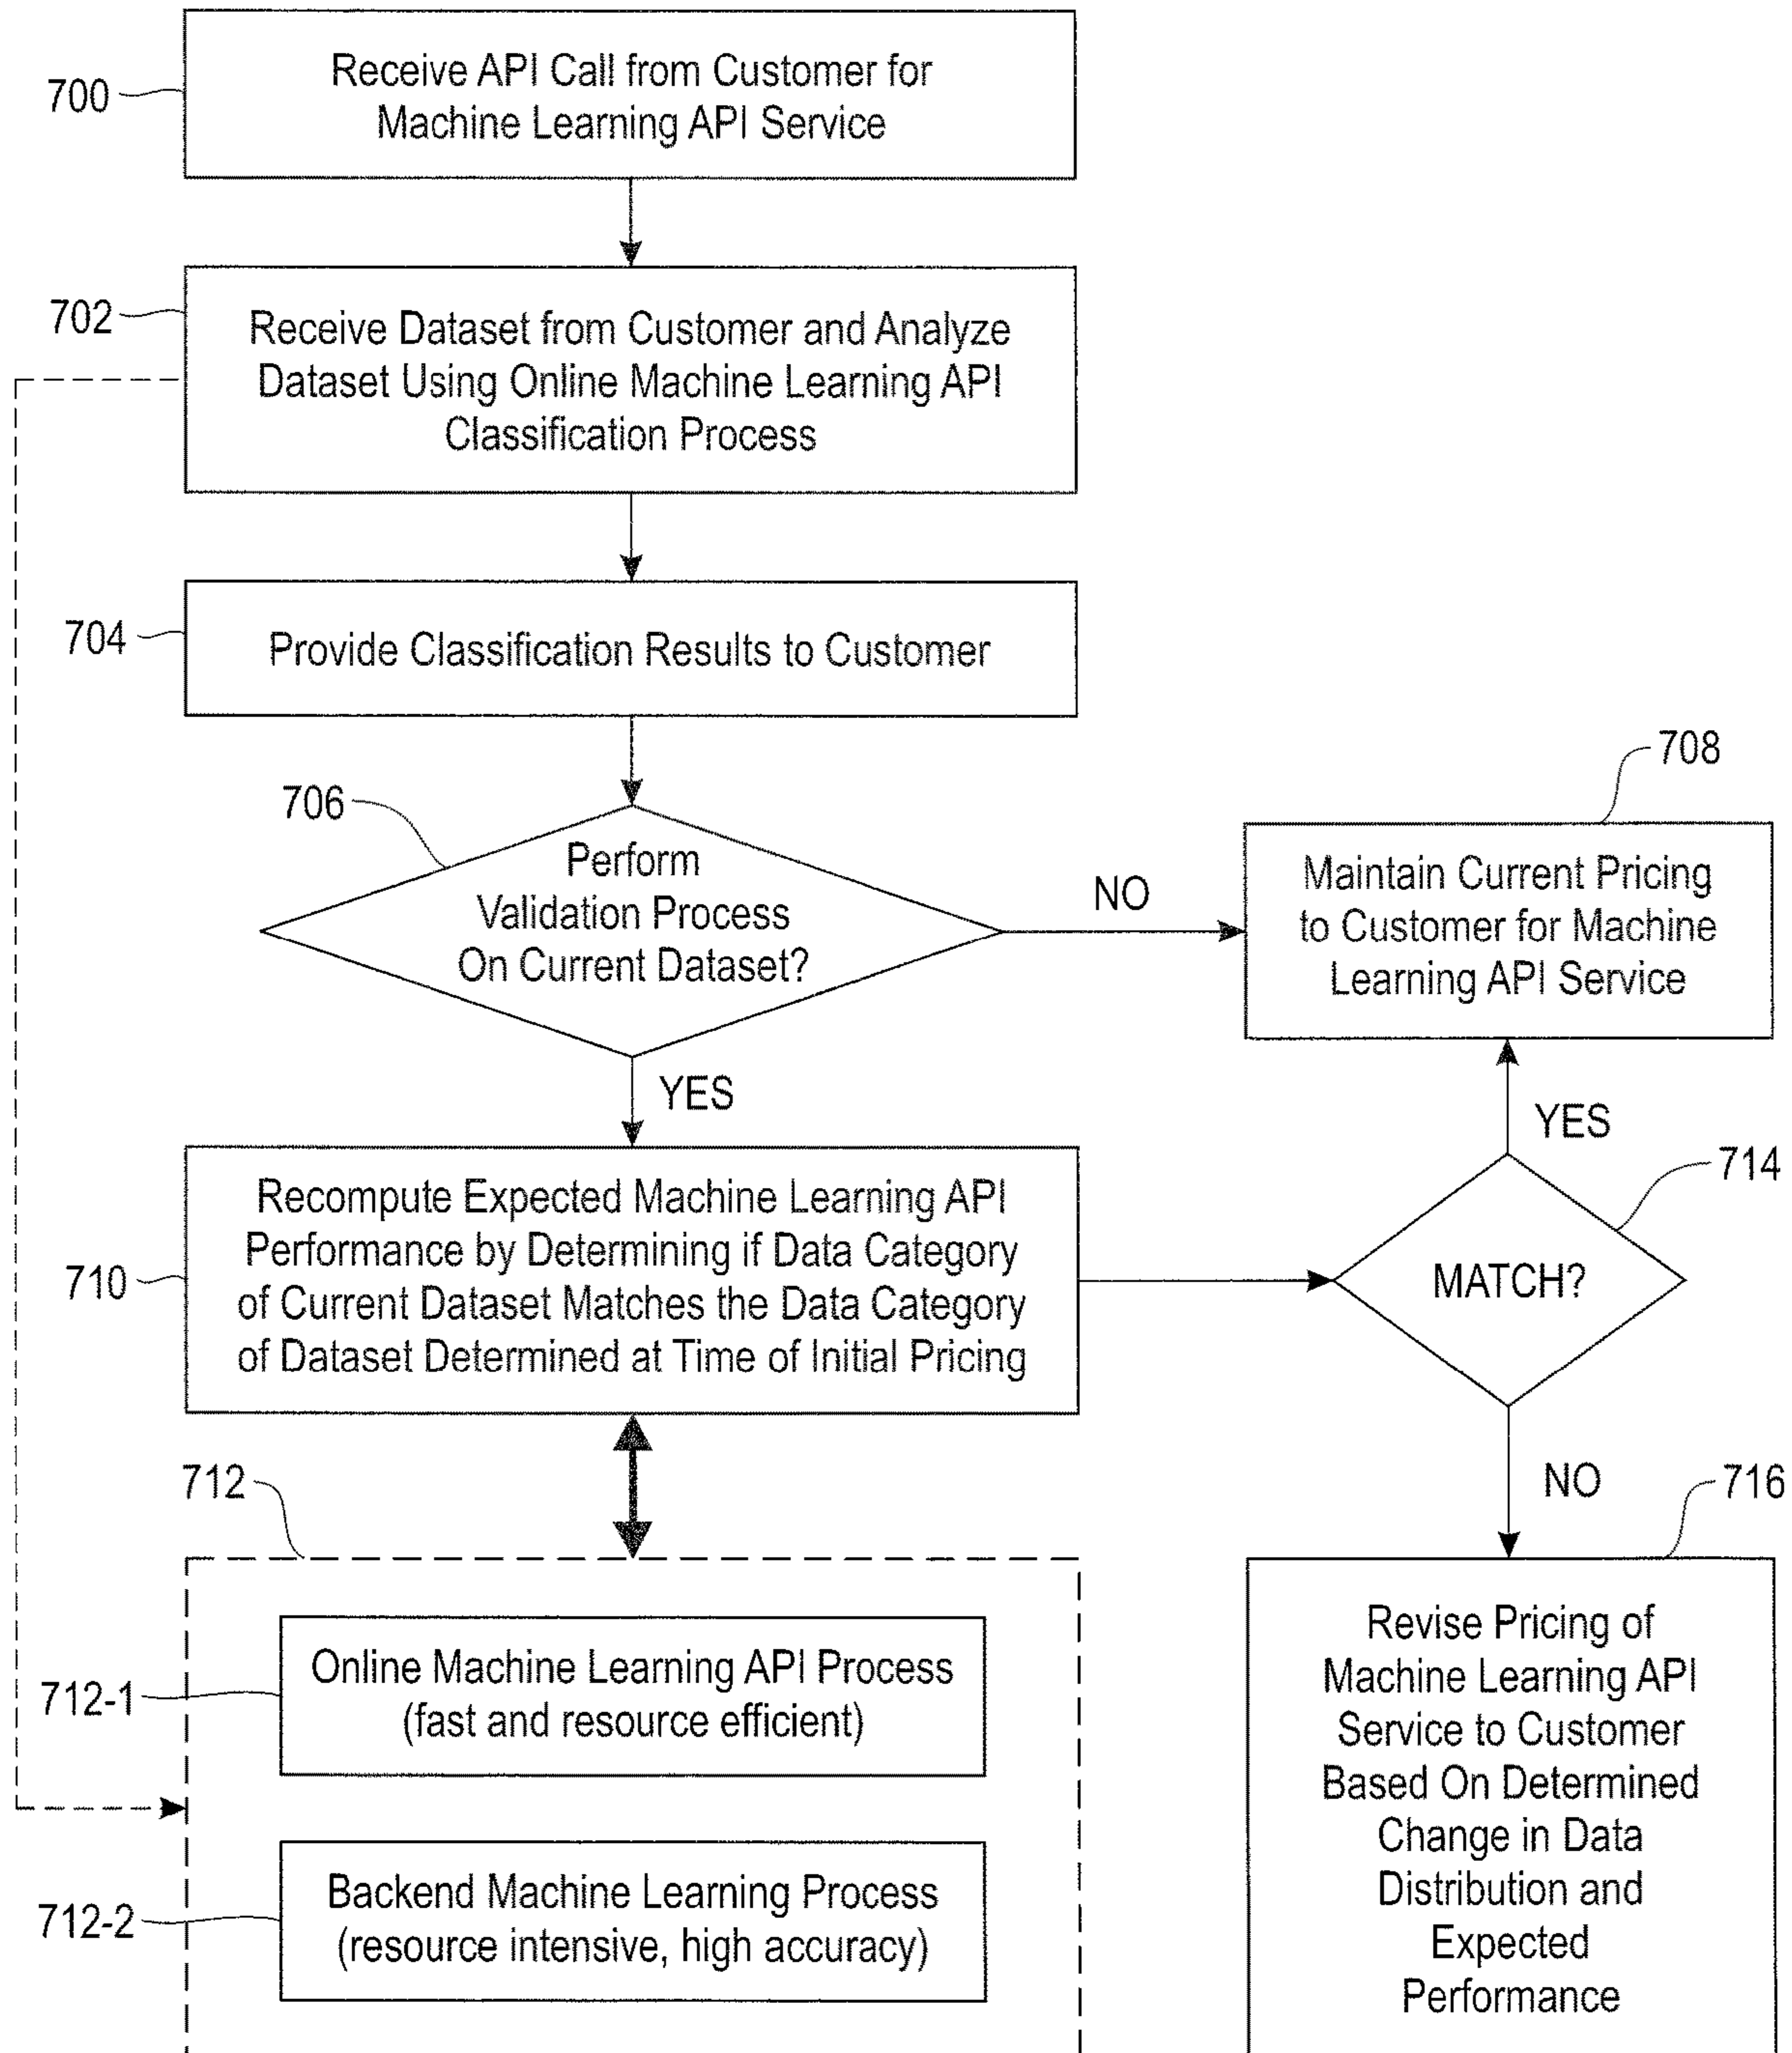 700
Receive API Call from Customer for
Machine Learning API Service
702
Receive Dataset from Customer and Analyze
Dataset Using Online Machine Learning API
Classification Process
704
Provide Classification Results to Customer
706
Perform
Validation Process
On Current Dataset?
NO
708
Maintain Current Pricing
to Customer for Machine
Learning API Service
YES
710
Recompute Expected Machine Learning API
Performance by Determining if Data Category
of Current Dataset Matches the Data Category
of Dataset Determined at Time of Initial Pricing
YES
714
MATCH?
NO
712
712-1
Online Machine Learning API Process
(fast and resource efficient)
712-2
Backend Machine Learning Process
(resource intensive, high accuracy)
716
Revise Pricing of
Machine Learning API
Service to Customer
Based On Determined
Change in Data
Distribution and
Expected
Performance